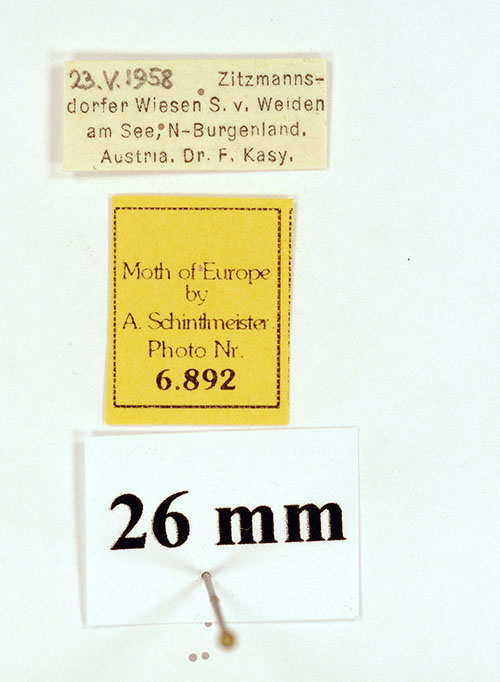 23.V.1958 Zitzmanns-
dorfer Wiesen S. v. Weiden
am See, N-Burgenland.
Austria. Dr. F. Kasy.
Moth of Europe
by
A. Schintlmeister
Photo Nr.
6.892
26 mm